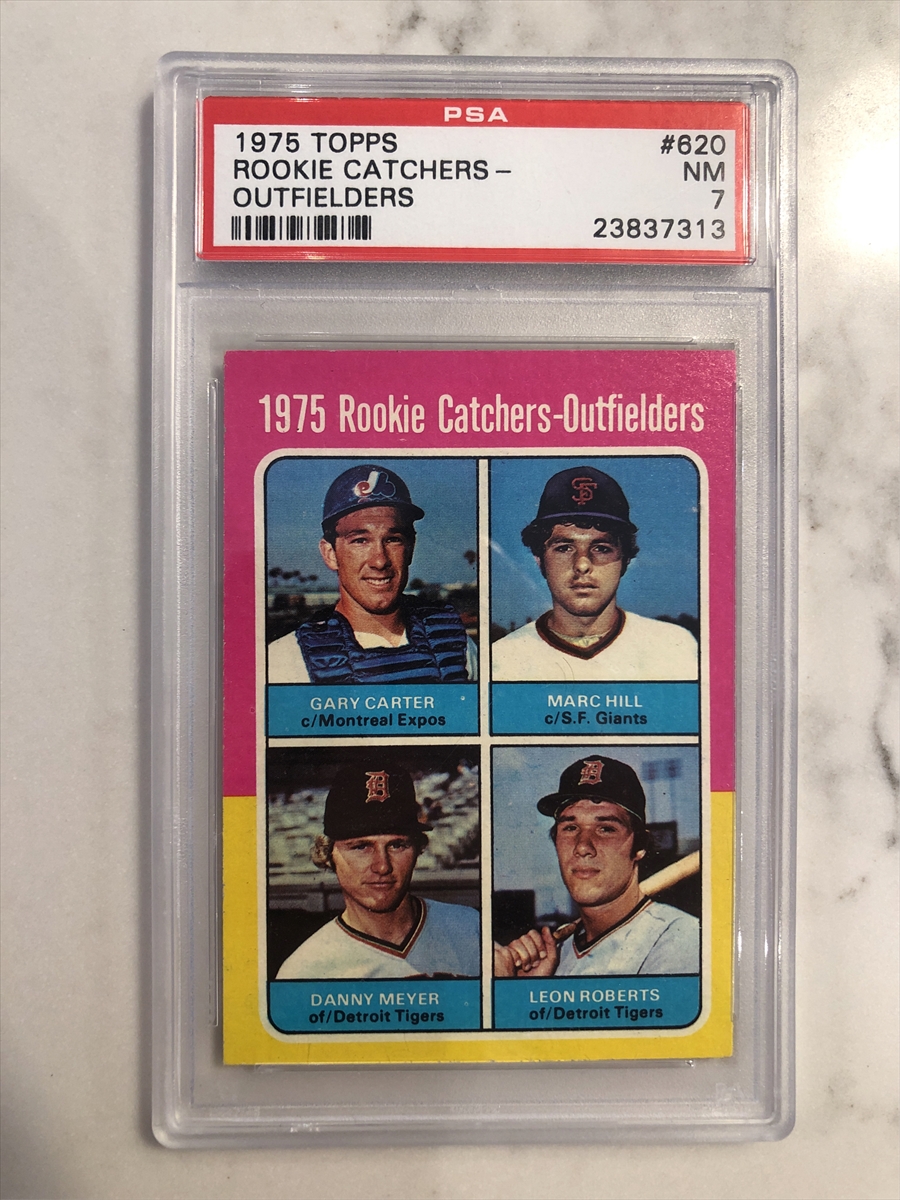 PSA
1975 TOPPS #620
ROOKIE CATCHERS- NM
OUTFIELDERS 7
23837313
1975 Rookie Catchers-Outfielders
e
SF
GARY CARTER
c/Montreal Expos
MARC HILL
c/S.F. Giants
D
D
DANNY MEYER
of/Detroit Tigers
LEON ROBERTS
of/Detroit Tigers